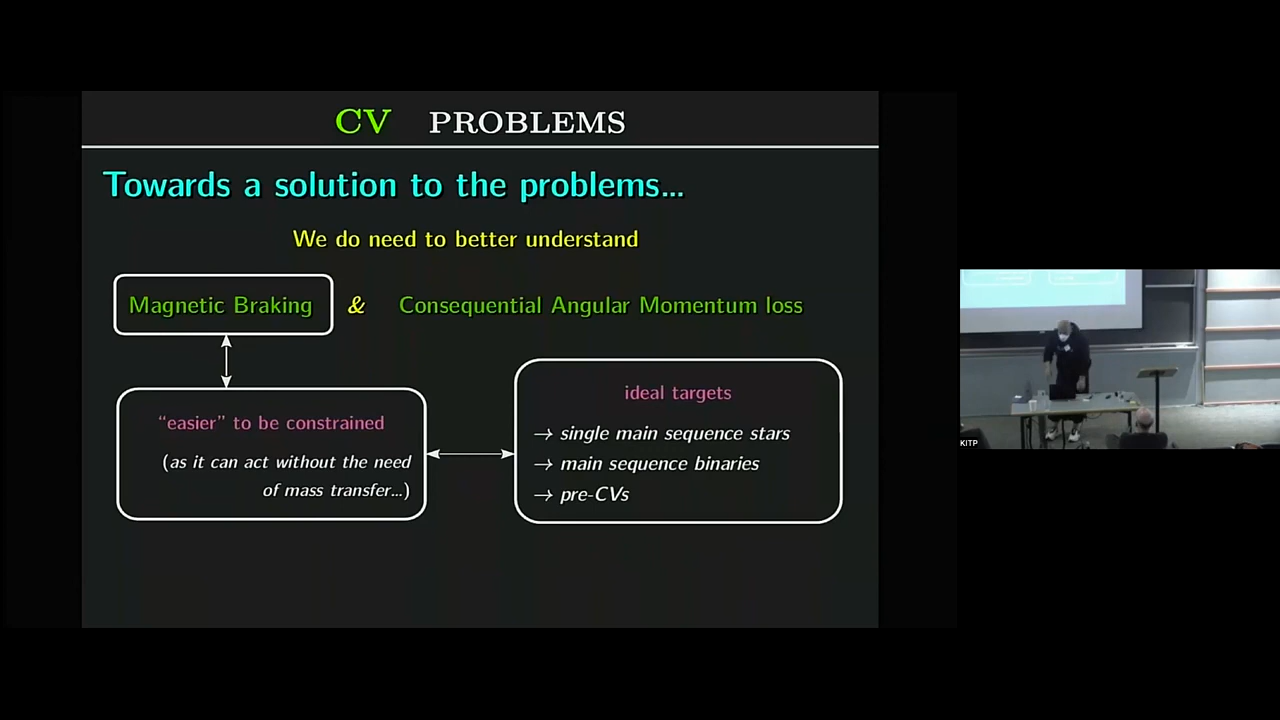 CV PROBLEMS
Towards a solution to the problems...
We do need to better understand
Magnetic Braking & Consequential Angular Momentum loss
“easier” to be constrained
(as it can act without the need
of mass transfer...)
ideal targets
→ single main sequence stars
→ main sequence binaries
→ pre-CVs
KITP